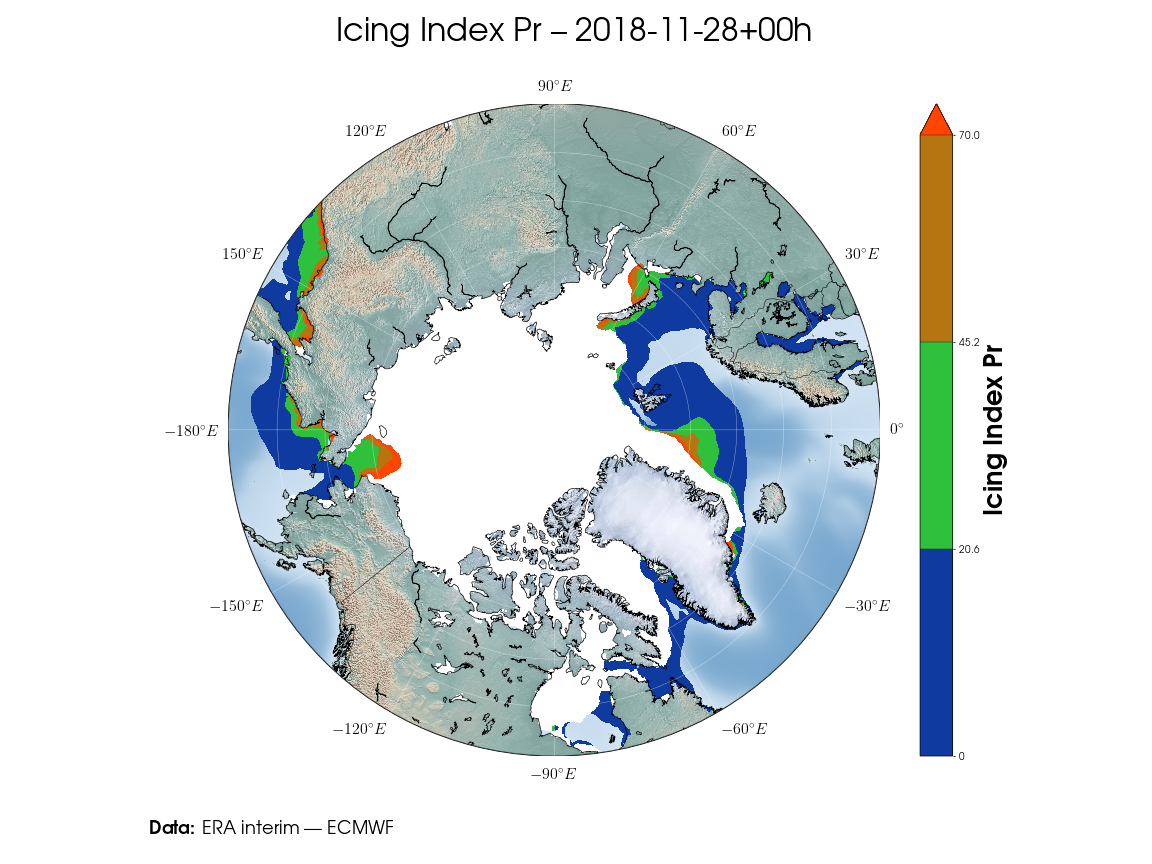 Icing Index Pr – 2018-11-28+00h
90°E
120°E
60°E
150°E
30°E
−180°E
0°
−150°E
−30°E
−120°E
−60°E
−90°E
70.0
45.2
20.6
0
Icing Index Pr
Data: ERA interim — ECMWF